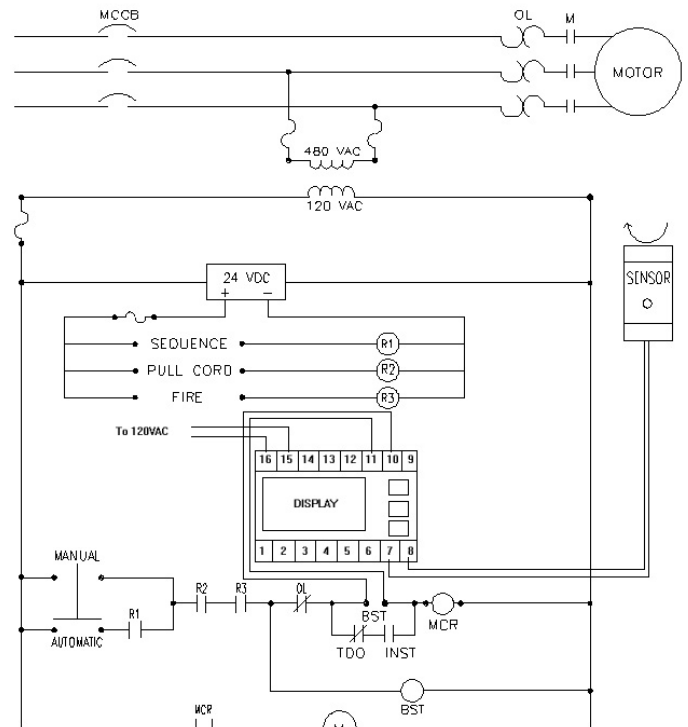 MCCB OL M
MOTOR
480 VAC
120 VAC
24 VDC
+ −
SENSOR
SEQUENCE R1
PULL CORD R2
FIRE R3
To 120VAC
16 15 14 13 12 11 10 9
DISPLAY
1 2 3 4 5 6 7 8
MANUAL
R2 R3 OL
R1
BST
MCR
AUTOMATIC
TDO INST
BST
MCR
M